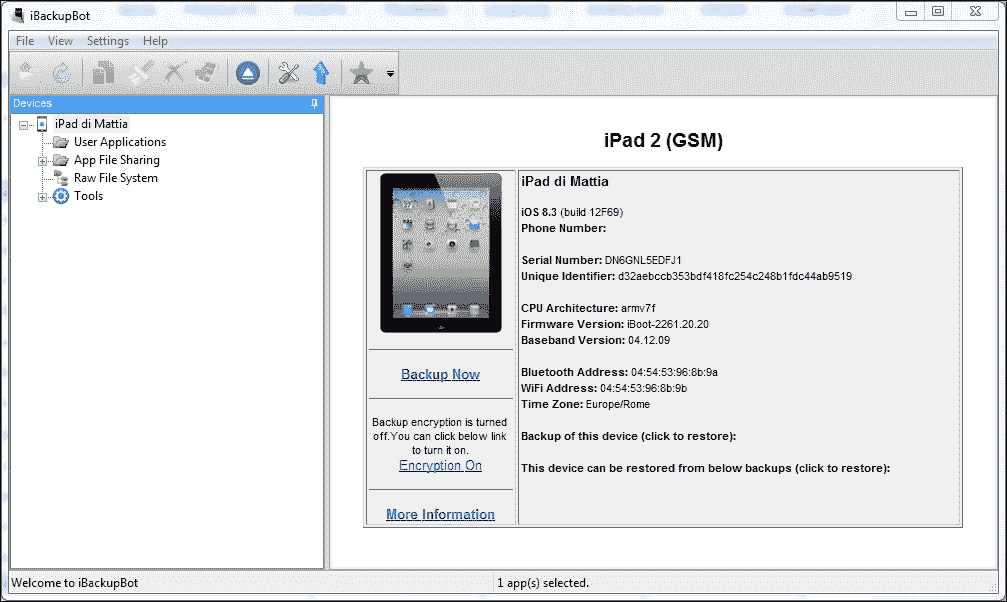 iBackupBot
File View Settings Help
Devices
iPad di Mattia
User Applications
App File Sharing
Raw File System
Tools
iPad 2 (GSM)
Backup Now
Backup encryption is turned
off.You can click below link
to turn it on.
Encryption On
More Information
iPad di Mattia
iOS 8.3 (build 12F69)
Phone Number:
Serial Number: DN6GNL5EDFJ1
Unique Identifier: d32aebccb353bdf418fc254c248b1fdc44ab9519
CPU Architecture: armv7f
Firmware Version: iBoot-2261.20.20
Baseband Version: 04.12.09
Bluetooth Address: 04:54:53:96:8b:9a
WiFi Address: 04:54:53:96:8b:9b
Time Zone: Europe/Rome
Backup of this device (click to restore):
This device can be restored from below backups (click to restore):
Welcome to iBackupBot
1 app(s) selected.